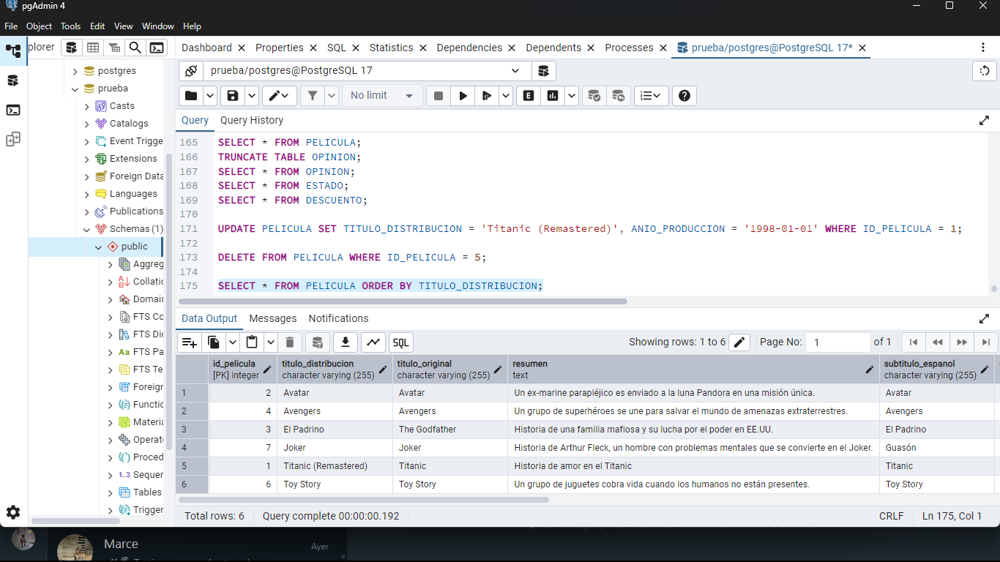 pgAdmin 4
File Object Tools Edit View Window Help
plorer
Dashboard Properties SQL Statistics Dependencies Dependents Processes prueba/postgres@PostgreSQL 17*
postgres
prueba
Casts
Catalogs
Event Trigge
Extensions
Foreign Data
Languages
Publications
Schemas (1)
public
Aggreg
Collatio
Domain
FTS Co
FTS Dic
FTS Pa
FTS Te
Foreign
Functio
Materia
Operato
Proced
1..3 Sequen
Tables
Trigger
prueba/postgres@PostgreSQL 17
No limit
E
Query Query History
165 SELECT * FROM PELICULA;
166 TRUNCATE TABLE OPINION;
167 SELECT * FROM OPINION;
168 SELECT * FROM ESTADO;
169 SELECT * FROM DESCUENTO;
170
171 UPDATE PELICULA SET TITULO_DISTRIBUCION = 'Titanic (Remastered)', ANIO_PRODUCCION = '1998-01-01' WHERE ID_PELICULA = 1;
172
173 DELETE FROM PELICULA WHERE ID_PELICULA = 5;
174
175 SELECT * FROM PELICULA ORDER BY TITULO_DISTRIBUCION;
Data Output Messages Notifications
SQL
Showing rows: 1 to 6 Page No: 1 of 1
id_pelicula titulo_distribucion titulo_original resumen subtitulo_espanol
[PK] integer character varying (255) character varying (255) text character varying (255)
1 2 Avatar Avatar Un ex-marine parapléjico es enviado a la luna Pandora en una misión única. Avatar
2 4 Avengers Avengers Un grupo de superhéroes se une para salvar el mundo de amenazas extraterrestres. Avengers
3 3 El Padrino The Godfather Historia de una familia mafiosa y su lucha por el poder en EE.UU. El Padrino
4 7 Joker Joker Historia de Arthur Fleck, un hombre con problemas mentales que se convierte en el Joker. Guasón
5 1 Titanic (Remastered) Titanic Historia de amor en el Titanic Titanic
6 6 Toy Story Toy Story Un grupo de juguetes cobra vida cuando los humanos no están presentes. Toy Story
Total rows: 6 Query complete 00:00:00.192 CRLF Ln 175, Col 1
Marce Ayer